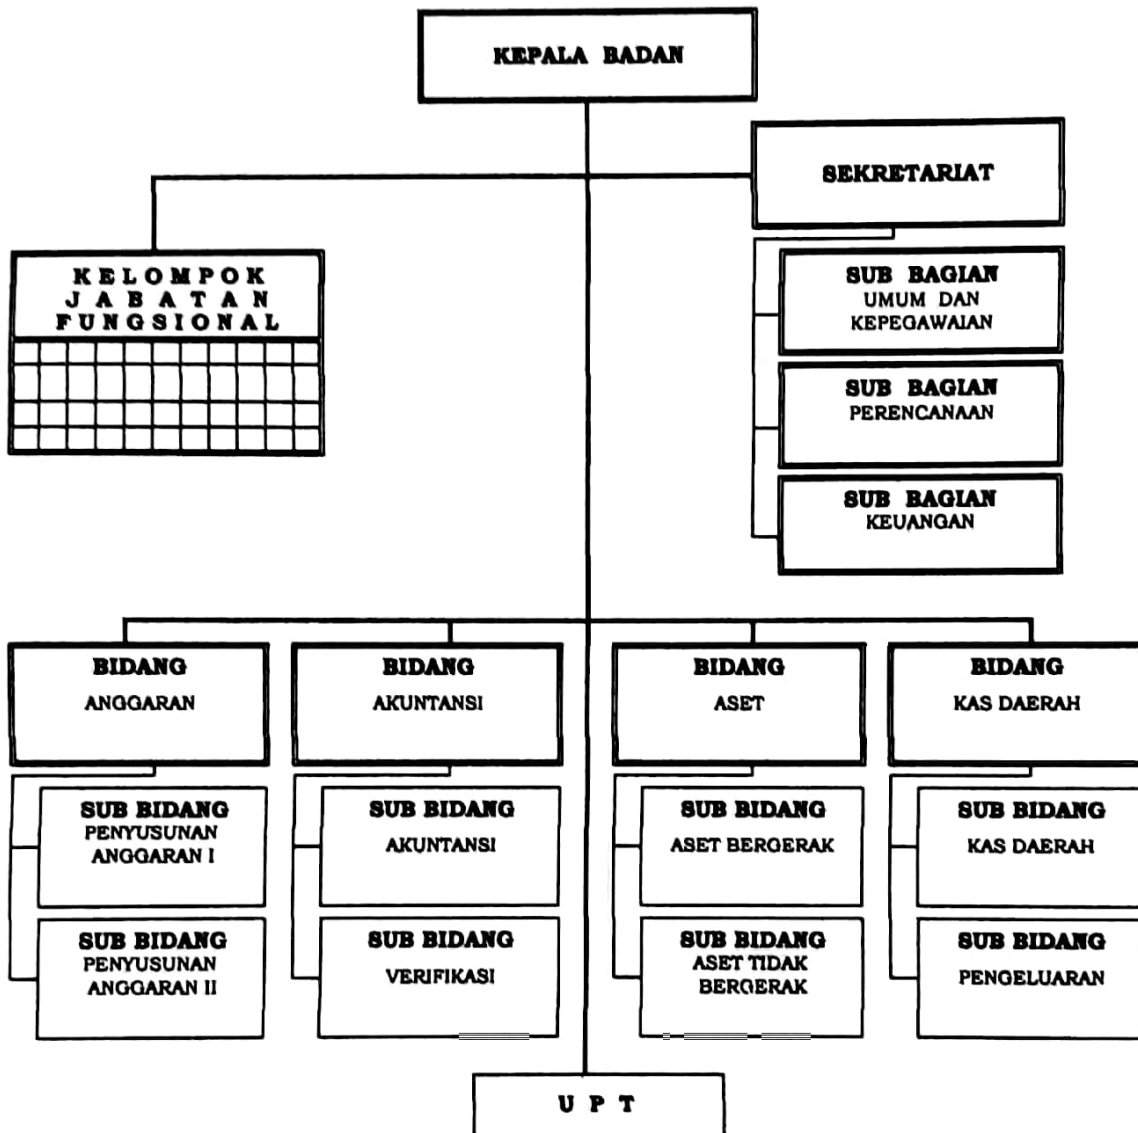 KEPALA BADAN
SEKRETARIAT
KELOMPOK
JABATAN
FUNGSIONAL
SUB BAGIAN
UMUM DAN
KEPEGAWAIAN
SUB BAGIAN
PERENCANAAN
SUB BAGIAN
KEUANGAN
BIDANG
ANGGARAN
BIDANG
AKUNTANSI
BIDANG
ASET
BIDANG
KAS DAERAH
SUB BIDANG
PENYUSUNAN
ANGGARAN I
SUB BIDANG
AKUNTANSI
SUB BIDANG
ASET BERGERAK
SUB BIDANG
KAS DAERAH
SUB BIDANG
PENYUSUNAN
ANGGARAN II
SUB BIDANG
VERIFIKASI
SUB BIDANG
ASET TIDAK
BERGERAK
SUB BIDANG
PENGELUARAN
U P T